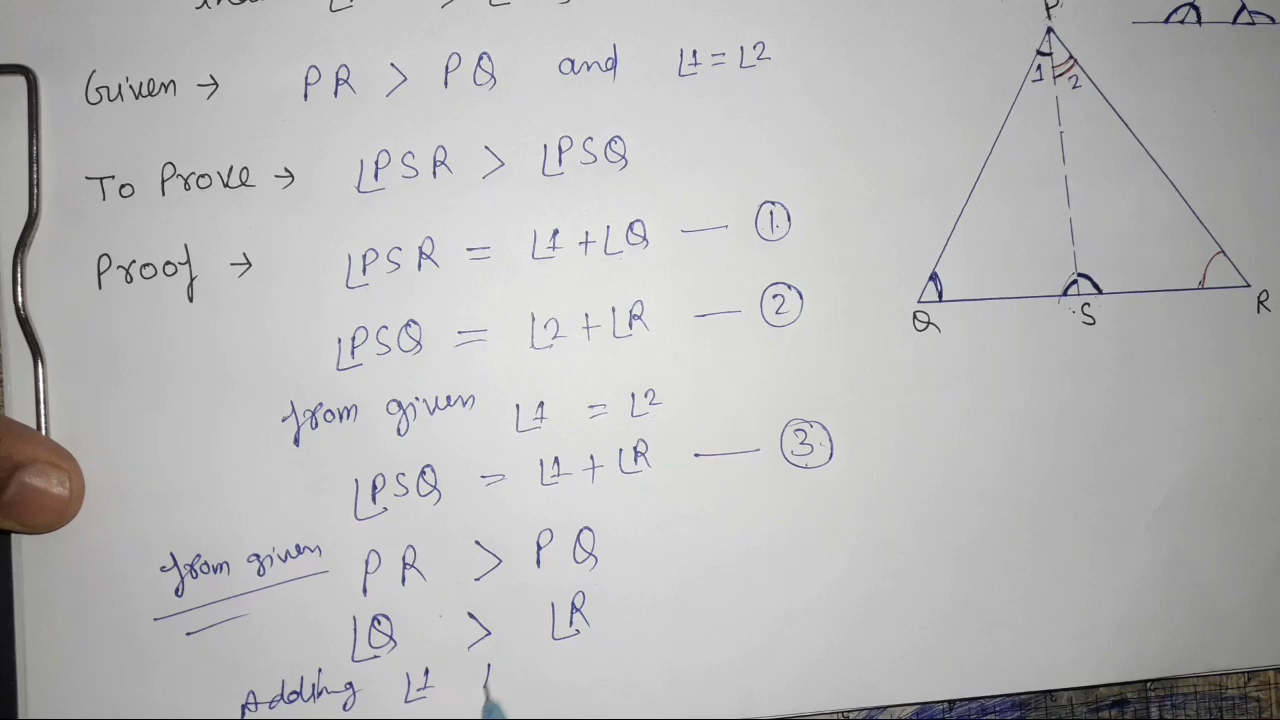 Given → PR > PQ and ∠1 = ∠2
To Prove → ∠PSR > ∠PSQ
Proof → ∠PSR = ∠1 + ∠Q — ①
∠PSQ = ∠2 + ∠R — ②
from given ∠1 = ∠2
∠PSQ = ∠1 + ∠R — ③
from given PR > PQ
∠Q > ∠R
Adding ∠1
P
1 2
Q S R